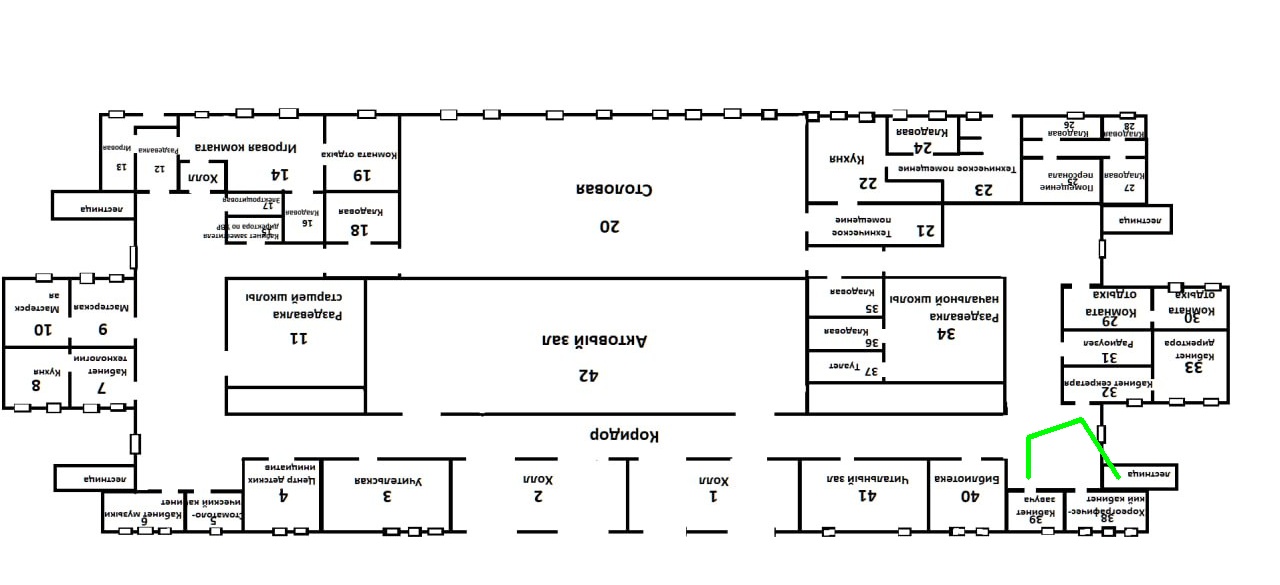 38
Хореографичес-
кий кабинет
39
Кабинет
завуча
40
Библиотека
41
Читальный зал
1
Холл
2
Холл
3
Учительская
4
Центр детских
инициатив
5
Стоматоло-
6
Кабинет музыки
лестница
лестница
Коридор
32
Кабинет секретаря
33
Кабинет
директора
31
Радиоузел
30
Комната
отдыха
29
Комната
отдыха
37
Туалет
36
Кладовая
35
Кладовая
34
Раздевалка
начальной школы
42
Актовый зал
11
Раздевалка
старшей школы
7
Кабинет
технологии
8
Кухня
9
Мастерская
10
Мастерск
ая
лестница
21
Техническое
помещение
20
Столовая
18
Кладовая
16
Кладовая
15
Кабинет заместителя
директора по УВР
17
Электрощитовая
лестница
27
Кладовая
25
Помещение
персонала
28
Кладовая
26
Кладовая
23
Техническое помещение
24
Кладовая
22
Кухня
19
Комната отдыха
14
Игровая комната
Холл
12
Раздевалка
13
Игровая